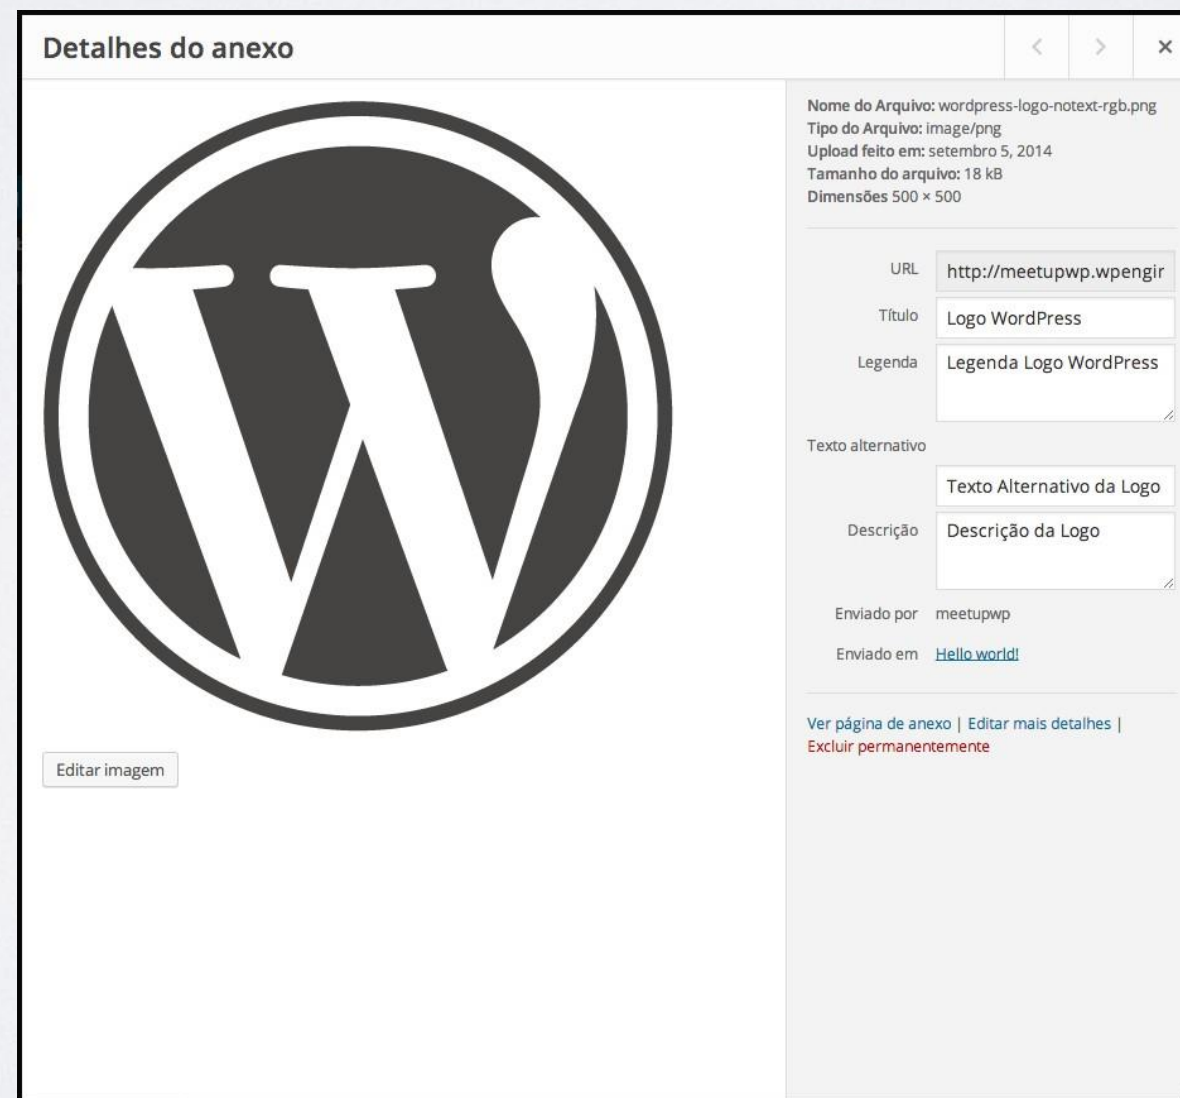 Detalhes do anexo
Nome do Arquivo: wordpress-logo-notext-rgb.png
Tipo do Arquivo: image/png
Upload feito em: setembro 5, 2014
Tamanho do arquivo: 18 kB
Dimensões 500 × 500
URL http://meetupwp.wpengir
Título Logo WordPress
Legenda Legenda Logo WordPress
Texto alternativo
Texto Alternativo da Logo
Descrição Descrição da Logo
Enviado por meetupwp
Enviado em Hello world!
Ver página de anexo | Editar mais detalhes |
Excluir permanentemente
Editar imagem